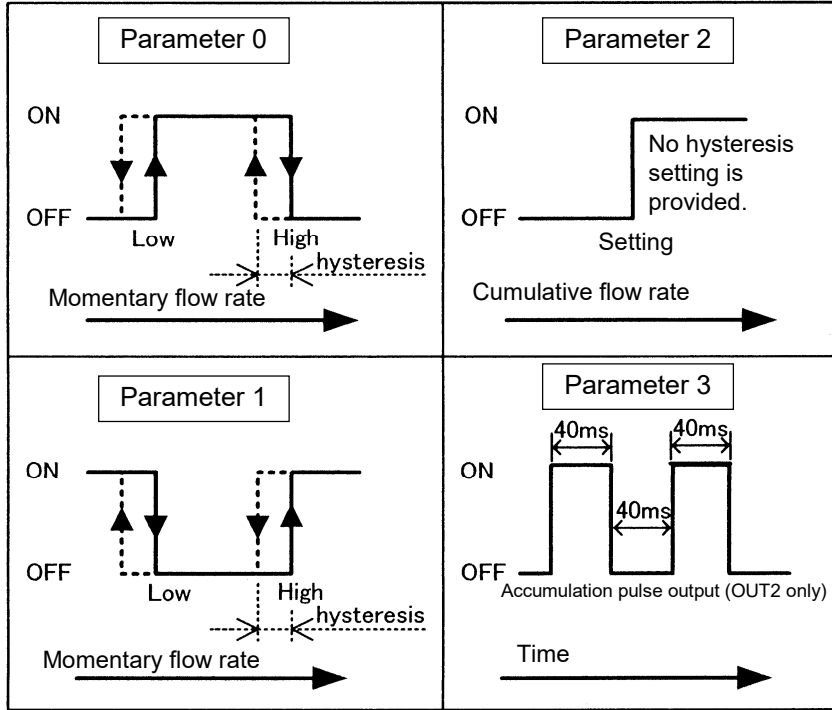 Parameter 0
ON
OFF
Low
High
hysteresis
Momentary flow rate
Parameter 2
ON
No hysteresis
setting is
provided.
OFF
Setting
Cumulative flow rate
Parameter 1
ON
OFF
Low
High
hysteresis
Momentary flow rate
Parameter 3
40ms
40ms
ON
40ms
OFF
Accumulation pulse output (OUT2 only)
Time